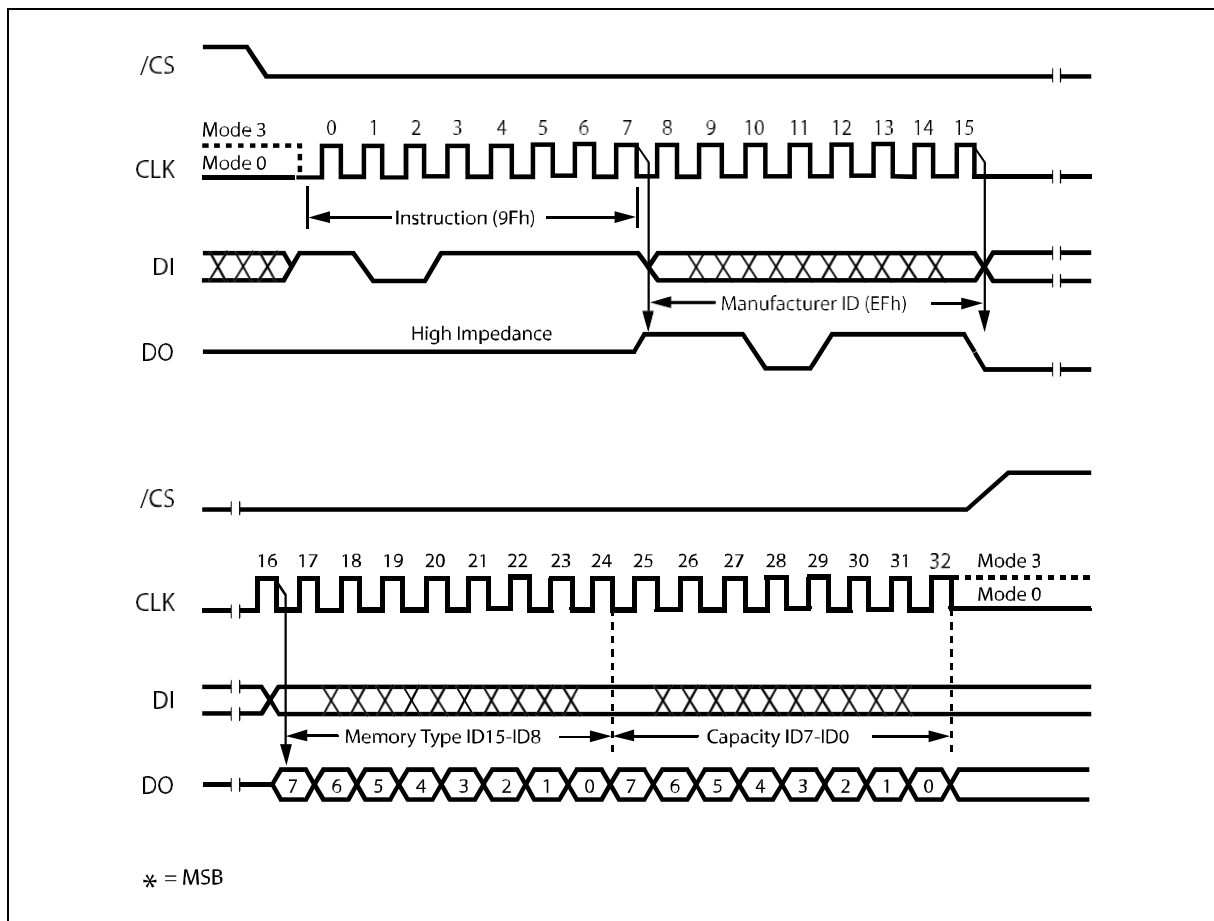 /CS
Mode 3
0 1 2 3 4 5 6 7 8 9 10 11 12 13 14 15
Mode 0
CLK
Instruction (9Fh)
DI
Manufacturer ID (EFh)
High Impedance
DO
/CS
16 17 18 19 20 21 22 23 24 25 26 27 28 29 30 31 32
Mode 3
CLK
Mode 0
DI
Memory Type ID15-ID8
Capacity ID7-ID0
DO
7 6 5 4 3 2 1 0 7 6 5 4 3 2 1 0
* = MSB